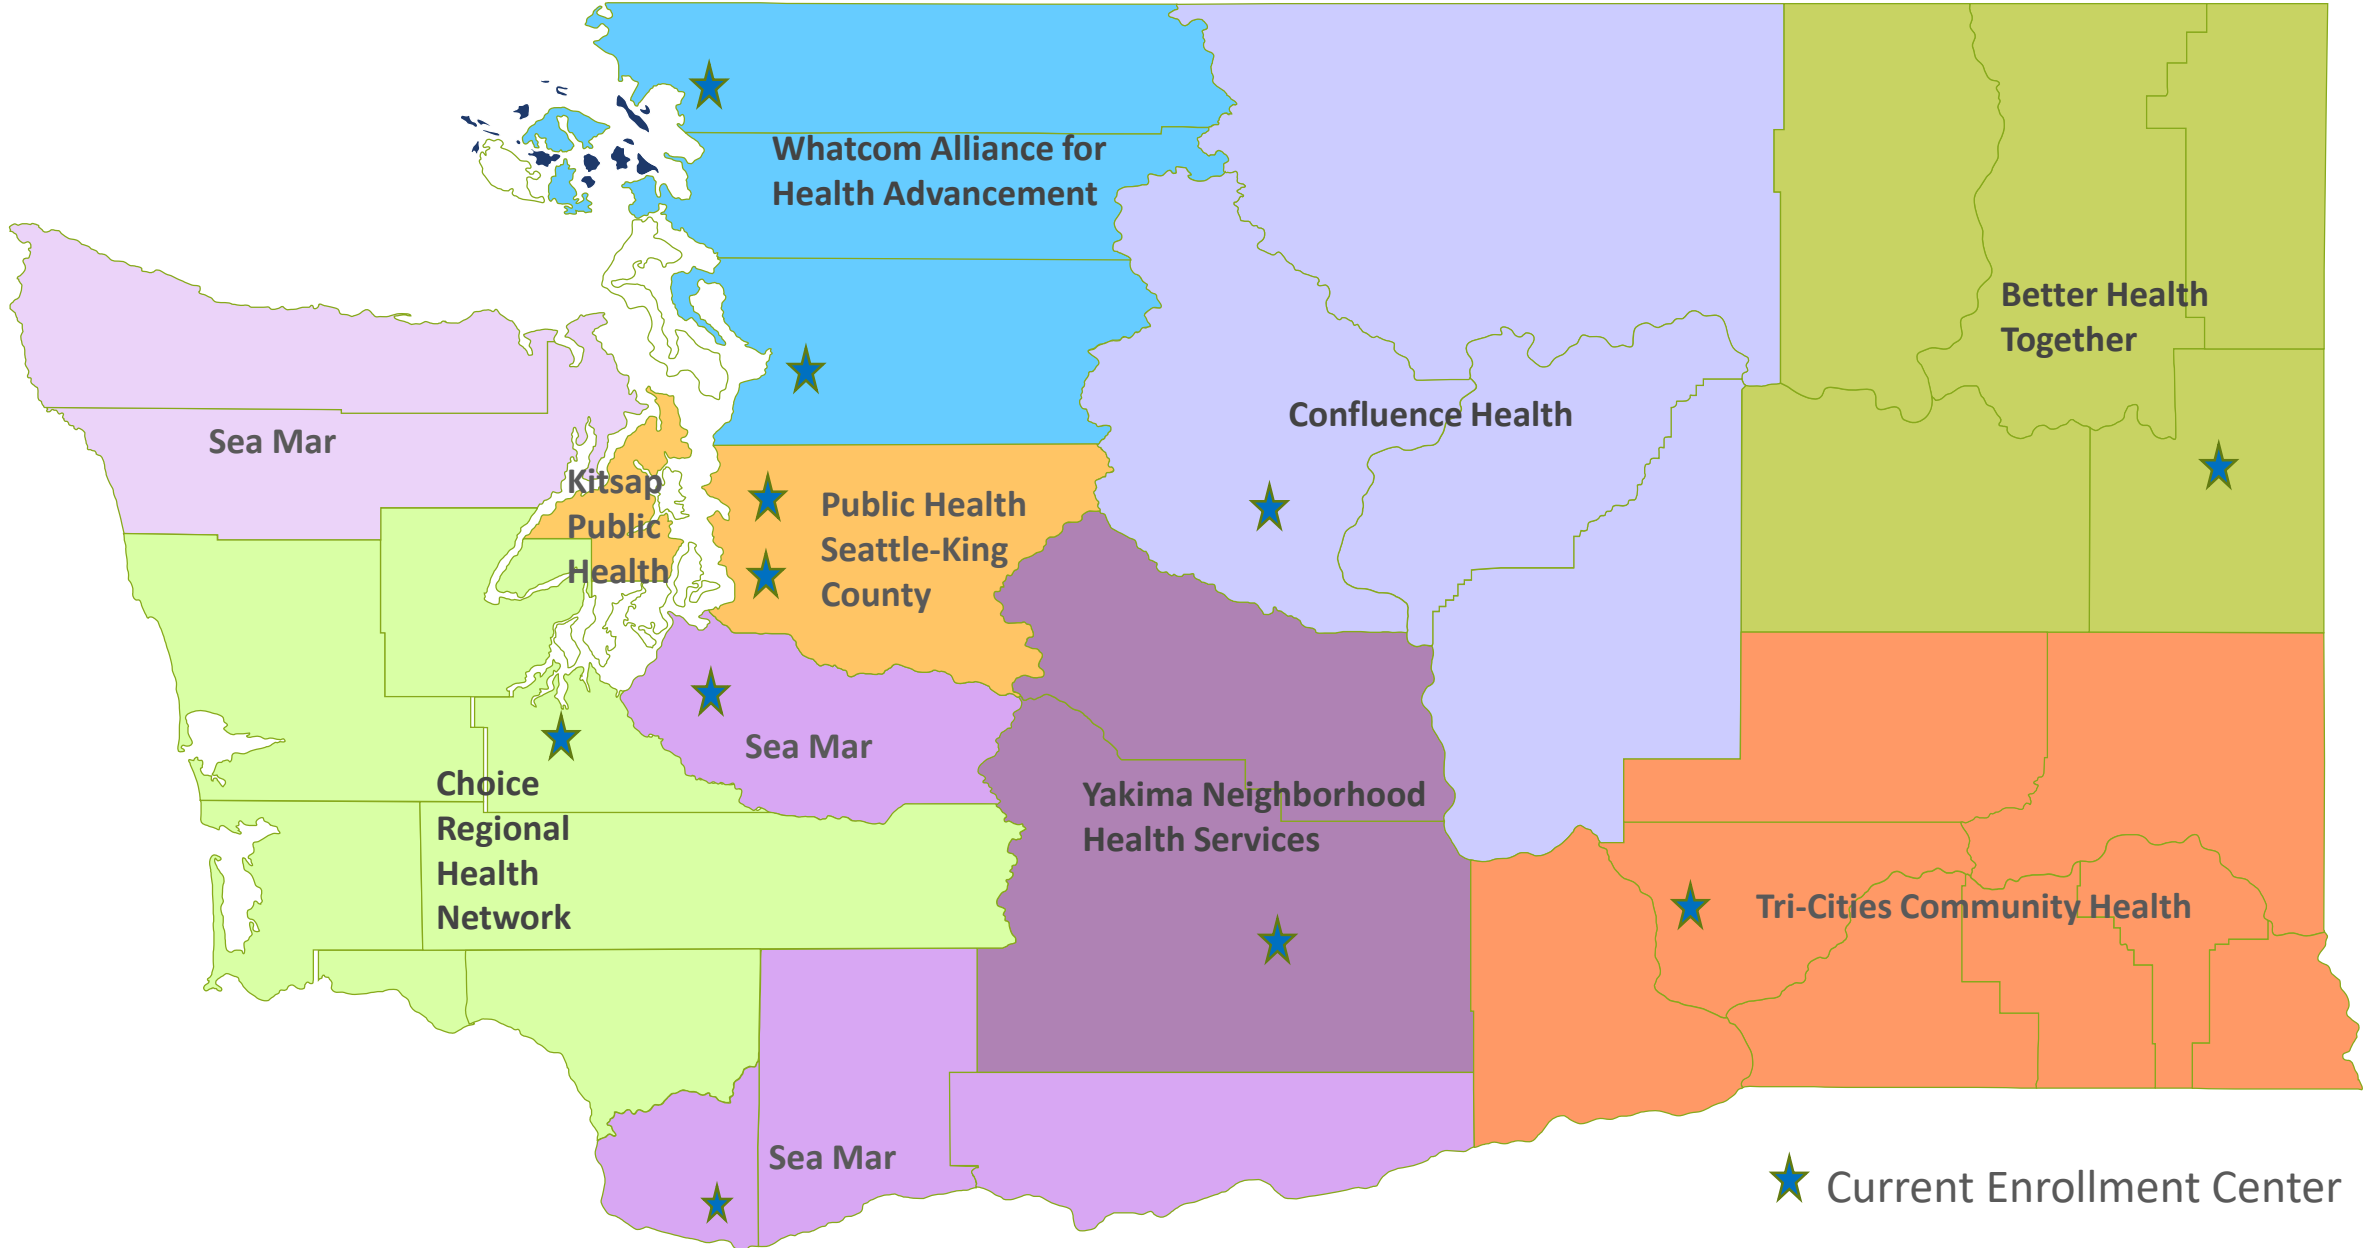 Whatcom Alliance for
Health Advancement
Better Health
Together
Confluence Health
Sea Mar
Kitsap
Public
Health
Public Health
Seattle-King
County
Sea Mar
Choice
Regional
Health
Network
Yakima Neighborhood
Health Services
Tri-Cities Community Health
Sea Mar
Current Enrollment Center